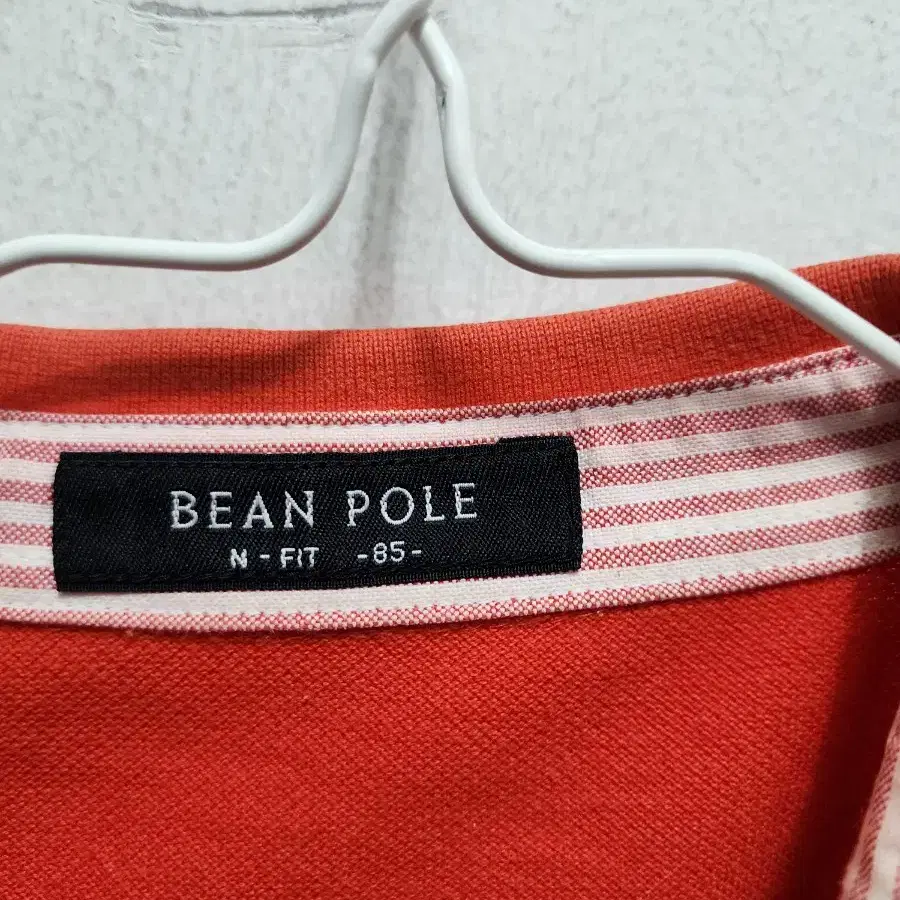 BEAN POLE
N - FIT -85-